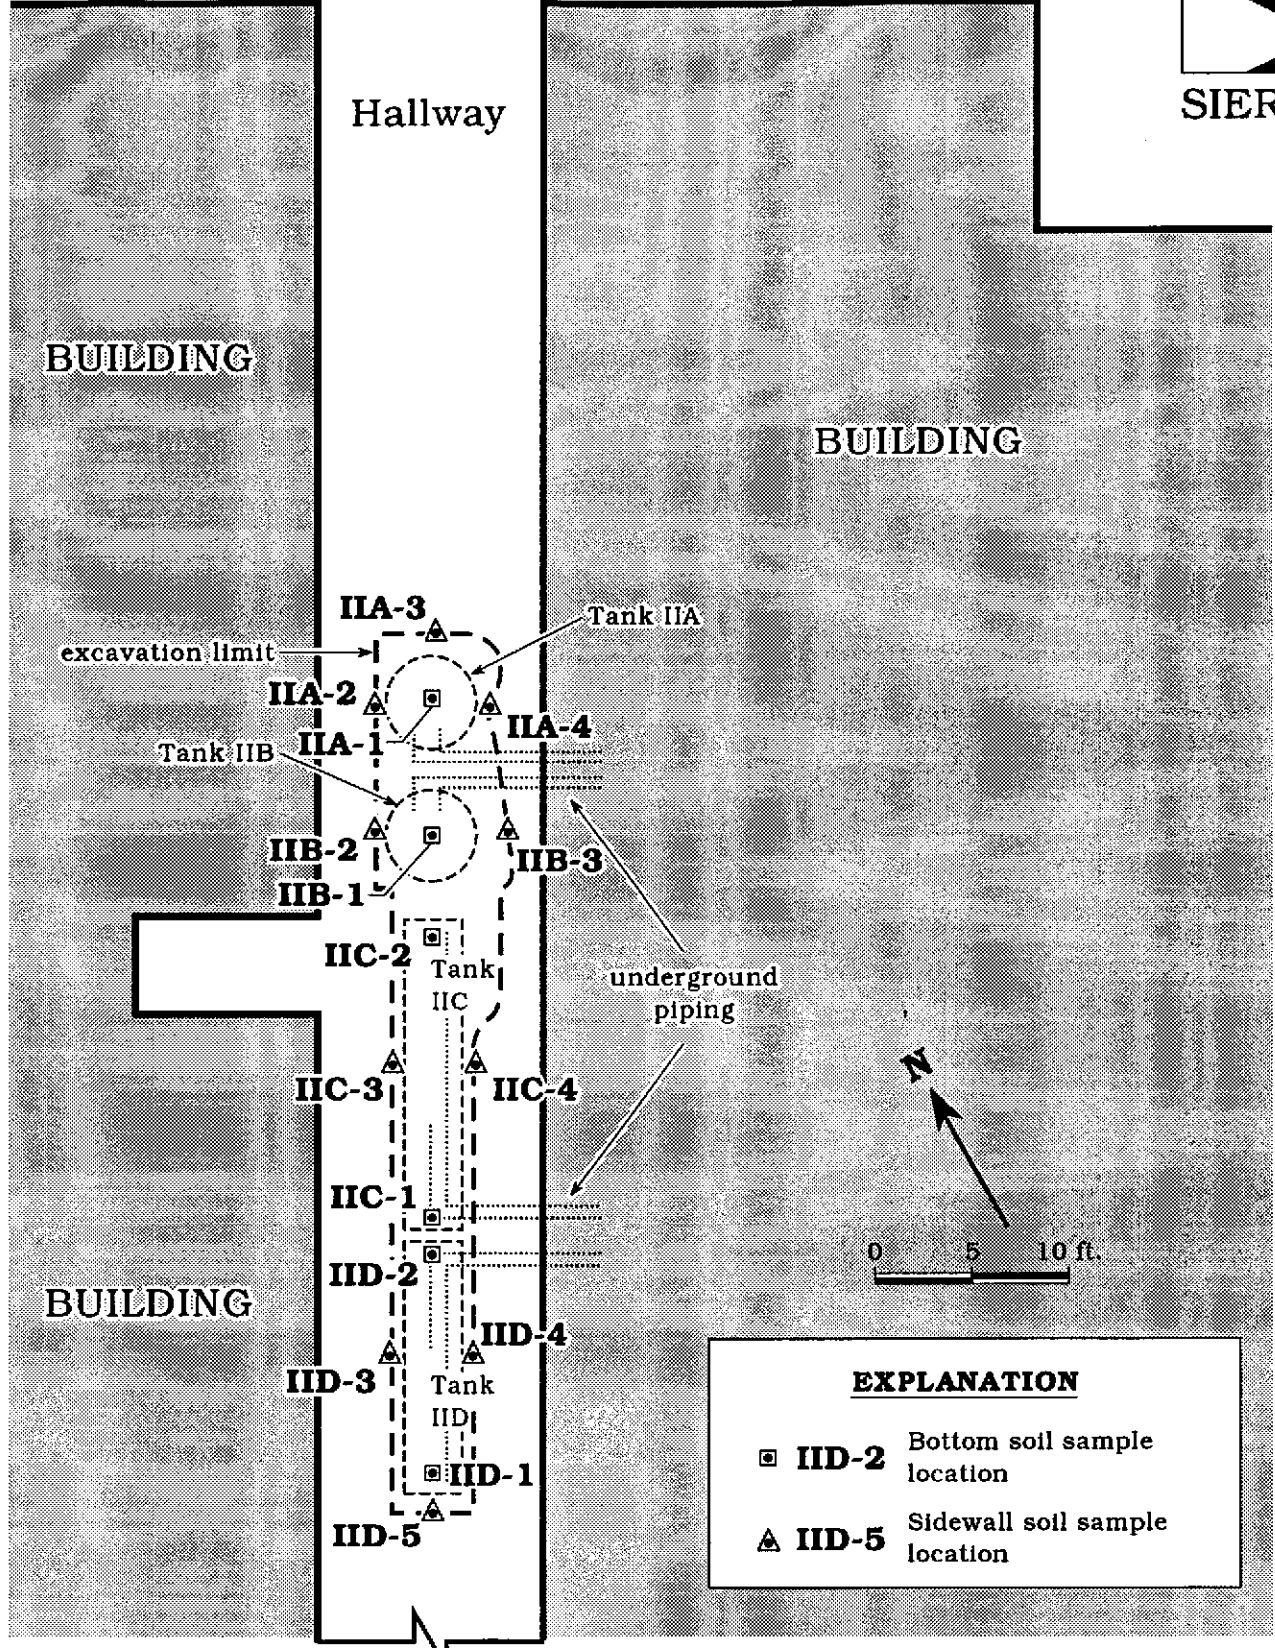 Hallway
SIER
BUILDING
BUILDING
IIA-3
Tank IIA
excavation limit
IIA-2
IIA-4
IIA-1
Tank IIB
IIB-2
IIB-3
IIB-1
IIC-2
Tank
IIC
underground
piping
N
IIC-3
IIC-4
IIC-1
0 5 10 ft.
IID-2
BUILDING
IID-4
IID-3
Tank
IID
IID-1
IID-5
EXPLANATION
IID-2 Bottom soil sample
location
IID-5 Sidewall soil sample
location